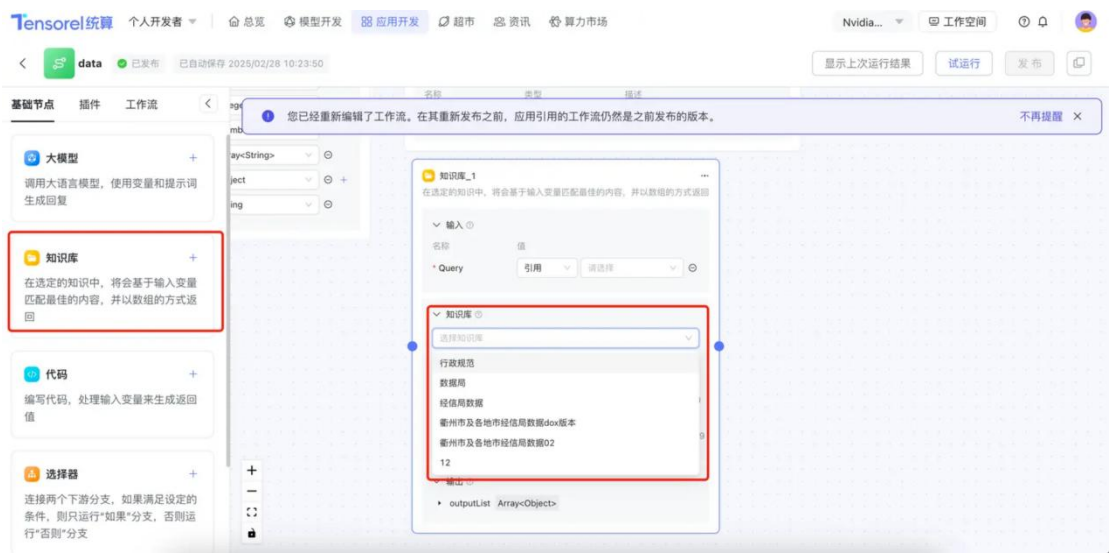 Tensorel统算 个人开发者 总览 模型开发 应用开发 超市 资讯 算力市场 Nvidia... 工作空间
data 已发布 已自动保存 2025/02/28 10:23:50 显示上次运行结果 试运行 发布
基础节点 插件 工作流
名称 类型 描述
您已经重新编辑了工作流。在其重新发布之前，应用引用的工作流仍然是之前发布的版本。 不再提醒
大模型
调用大语言模型，使用变量和提示词
生成回复
知识库
在选定的知识中，将会基于输入变量
匹配最佳的内容，并以数组的方式返
回
代码
编写代码，处理输入变量来生成返回
值
选择器
连接两个下游分支，如果满足设定的
条件，则只运行"如果"分支，否则运
行"否则"分支
ege
mb
ay<String>
ject
ing
知识库_1
在选定的知识中，将会基于输入变量匹配最佳的内容，并以数组的方式返回
输入
名称 值
* Query 引用 请选择
知识库
选择知识库
行政规范
数据局
经信局数据
衢州市及各地市经信局数据dox版本
衢州市及各地市经信局数据02
12
输出
outputList Array<Object>